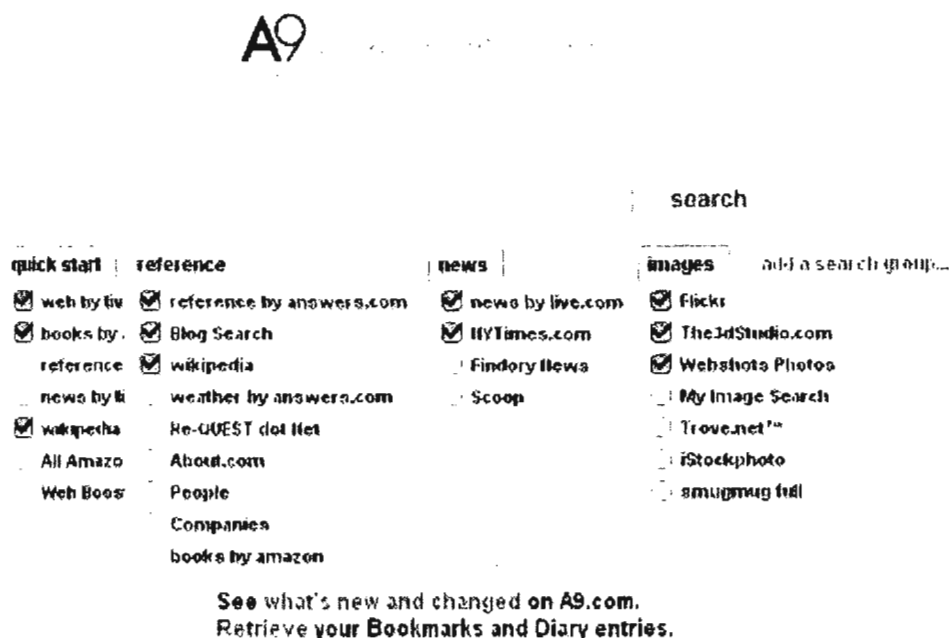 A9
search
quick start
reference
news
images
add a search group...
web by liv
books by
reference
news by li
wikipedia
All Amazo
Web Boos
reference by answers.com
Blog Search
wikipedia
weather by answers.com
Re-QUEST dot Net
About.com
People
Companies
books by amazon
news by live.com
NYTimes.com
Findory News
Scoop
Flickr
The3dStudio.com
Webshots Photos
My Image Search
Trove.net™
iStockphoto
smugmug full
See what's new and changed on A9.com.
Retrieve your Bookmarks and Diary entries.